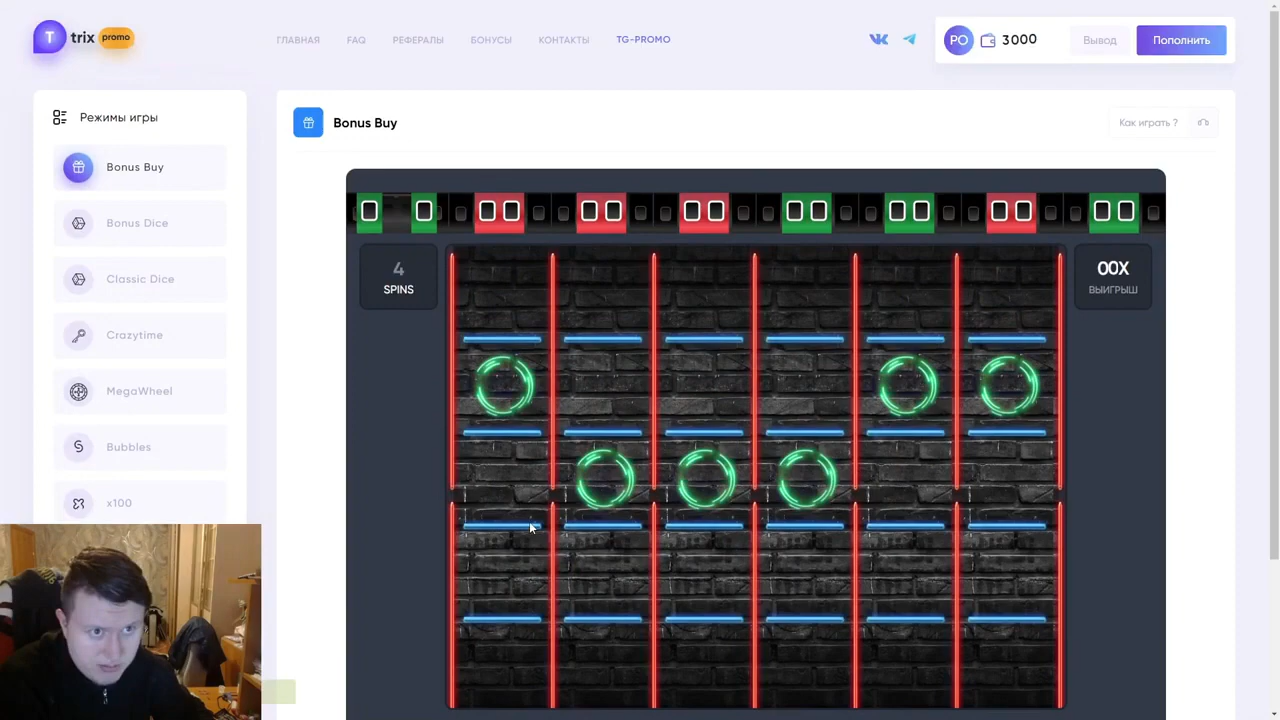 T trix promo
ГЛАВНАЯ FAQ РЕФЕРАЛЫ БОНУСЫ КОНТАКТЫ TG-PROMO
РО 3000 Вывод Пополнить
Режимы игры
Bonus Buy
Bonus Dice
Classic Dice
Crazytime
MegaWheel
Bubbles
x100
Bonus Buy
Как играть ?
4
SPINS
00X
ВЫИГРЫШ